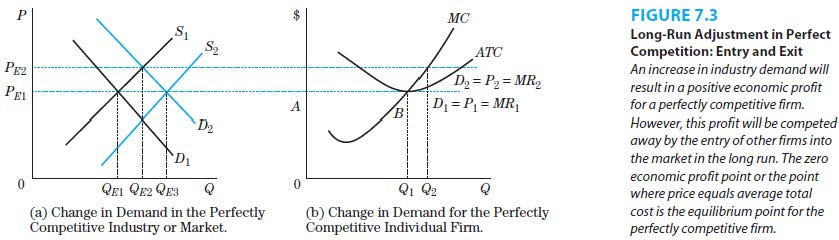 P
S₁
S₂
P_E2
P_E1
D₂
D₁
0
Q_E1 Q_E2 Q_E3 Q
(a) Change in Demand in the Perfectly
Competitive Industry or Market.
$
MC
ATC
D₂ = P₂ = MR₂
A
B
D₁ = P₁ = MR₁
0
Q₁ Q₂
Q
(b) Change in Demand for the Perfectly
Competitive Individual Firm.
FIGURE 7.3
Long-Run Adjustment in Perfect
Competition: Entry and Exit
An increase in industry demand will
result in a positive economic profit
for a perfectly competitive firm.
However, this profit will be competed
away by the entry of other firms into
the market in the long run. The zero
economic profit point or the point
where price equals average total
cost is the equilibrium point for the
perfectly competitive firm.